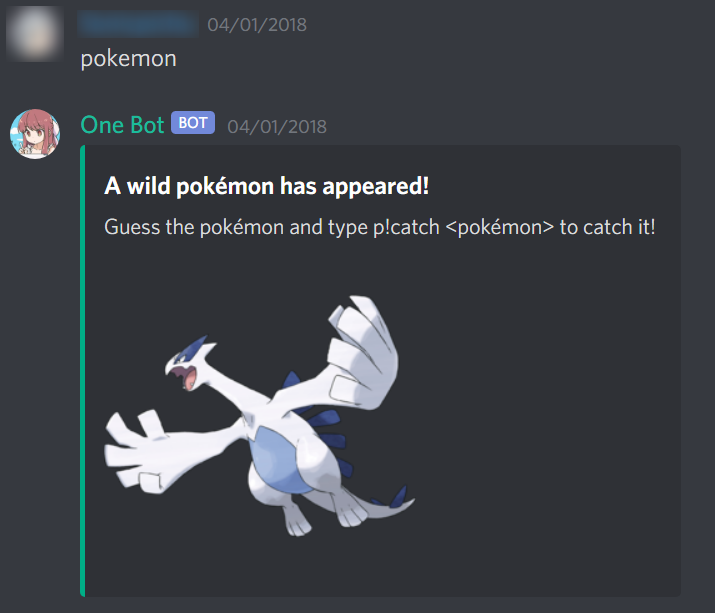 04/01/2018
pokemon
One Bot BOT 04/01/2018
A wild pokémon has appeared!
Guess the pokémon and type p!catch <pokémon> to catch it!